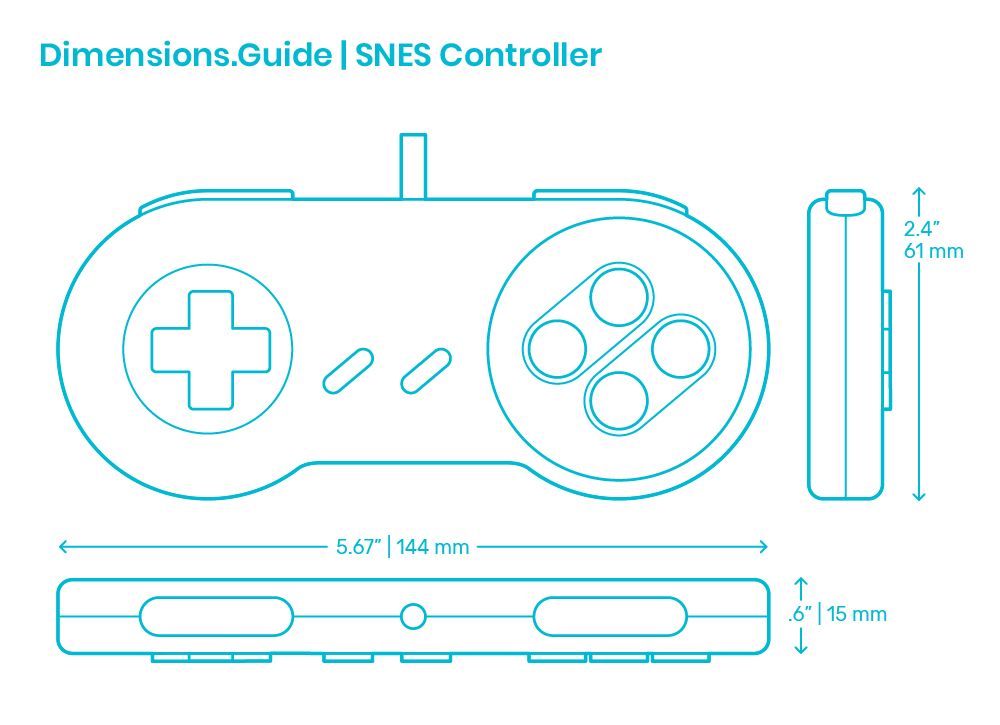 Dimensions.Guide | SNES Controller
2.4”
61 mm
5.67” | 144 mm
.6” | 15 mm